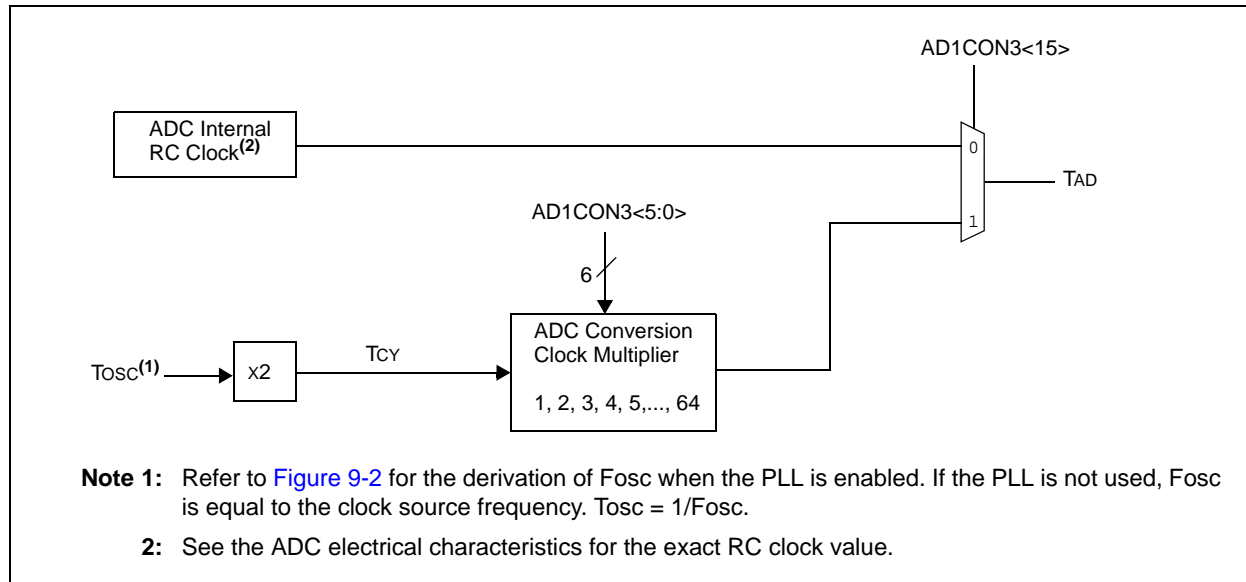 AD1CON3<15>
ADC Internal
RC Clock(2)
0
TAD
AD1CON3<5:0>
1
6
ADC Conversion
Clock Multiplier
TOSC(1)
X2
TCY
1, 2, 3, 4, 5,..., 64
Note 1: Refer to Figure 9-2 for the derivation of Fosc when the PLL is enabled. If the PLL is not used, Fosc
is equal to the clock source frequency. Tosc = 1/Fosc.
2: See the ADC electrical characteristics for the exact RC clock value.